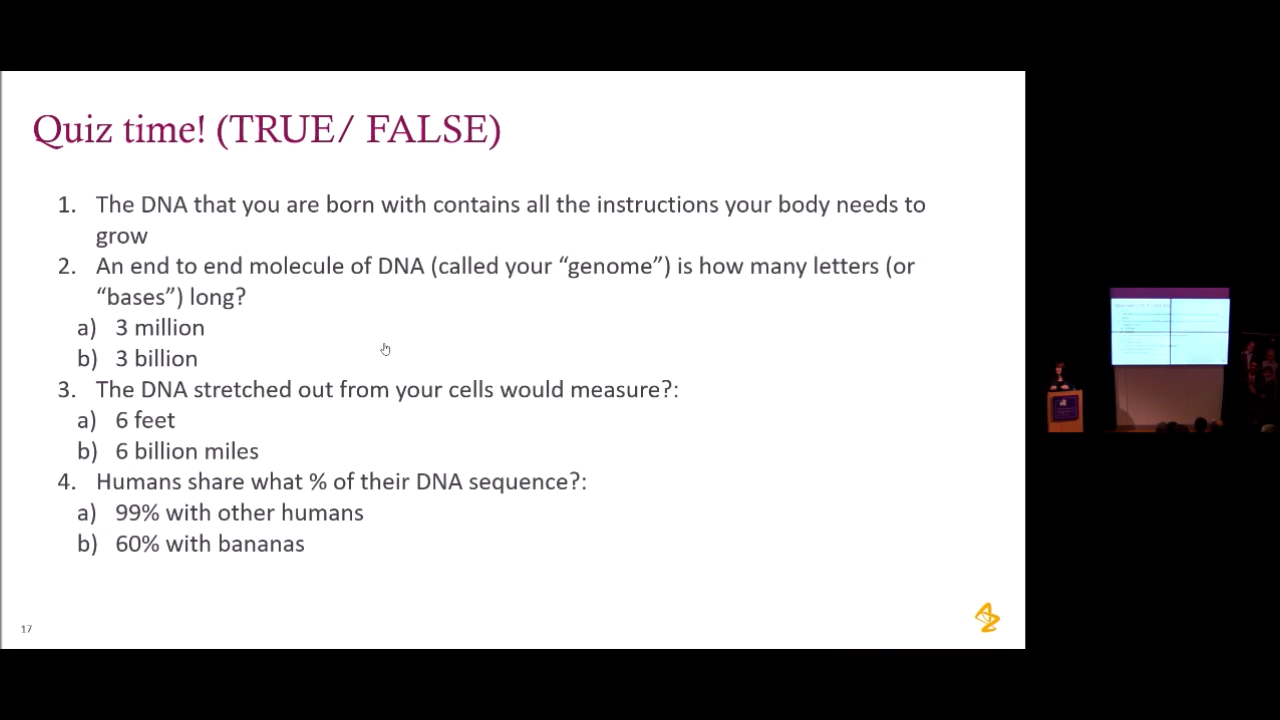 Quiz time! (TRUE/ FALSE)
1. The DNA that you are born with contains all the instructions your body needs to
grow
2. An end to end molecule of DNA (called your “genome”) is how many letters (or
“bases”) long?
a) 3 million
b) 3 billion
3. The DNA stretched out from your cells would measure?:
a) 6 feet
b) 6 billion miles
4. Humans share what % of their DNA sequence?:
a) 99% with other humans
b) 60% with bananas
17